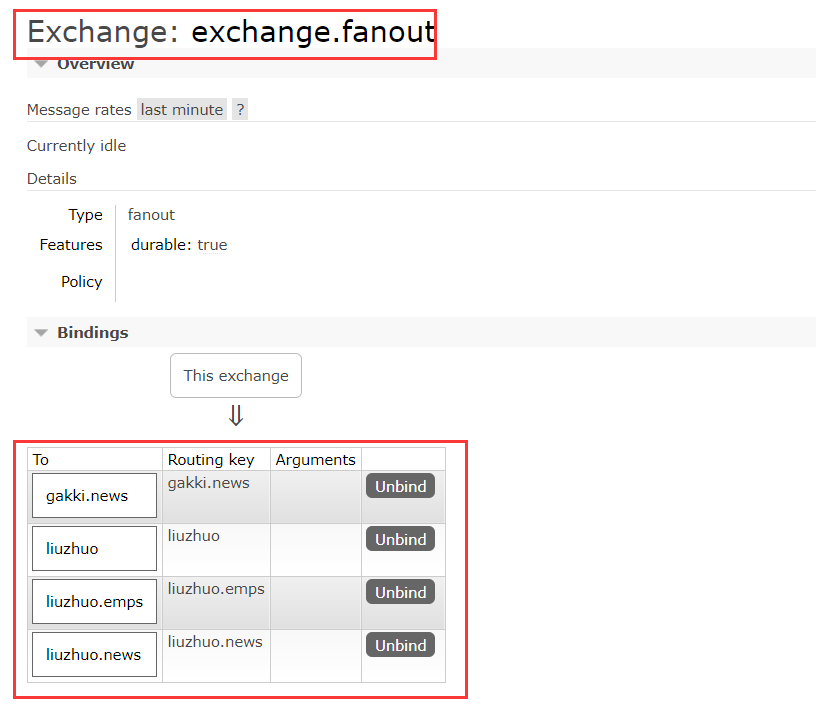 Exchange: exchange.fanout
Overview
Message rates last minute ?
Currently idle
Details
Type fanout
Features durable: true
Policy
Bindings
This exchange
⇓
To Routing key Arguments
gakki.news gakki.news Unbind
liuzhuo liuzhuo Unbind
liuzhuo.emps liuzhuo.emps Unbind
liuzhuo.news liuzhuo.news Unbind